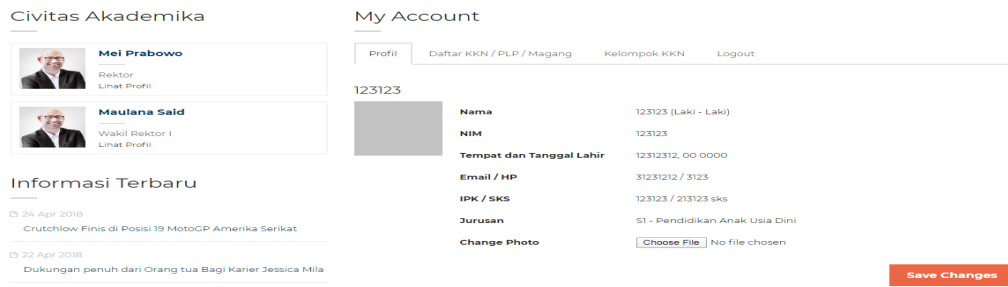 Civitas Akademika
Mei Prabowo
Rektor
Lihat Profil
Maulana Said
Wakil Rektor I
Lihat Profil
Informasi Terbaru
24 Apr 2018
Crutchlow Finis di Posisi 19 MotoGP Amerika Serikat
22 Apr 2018
Dukungan penuh dari Orang tua Bagi Karier Jessica Mila
My Account
Profil Daftar KKN / PLP / Magang Kelompok KKN Logout
123123
Nama 123123 (Laki - Laki)
NIM 123123
Tempat dan Tanggal Lahir 12312312, 00 0000
Email / HP 31231212 / 3123
IPK / SKS 123123 / 213123 sks
Jurusan S1 - Pendidikan Anak Usia Dini
Change Photo Choose File No file chosen
Save Changes